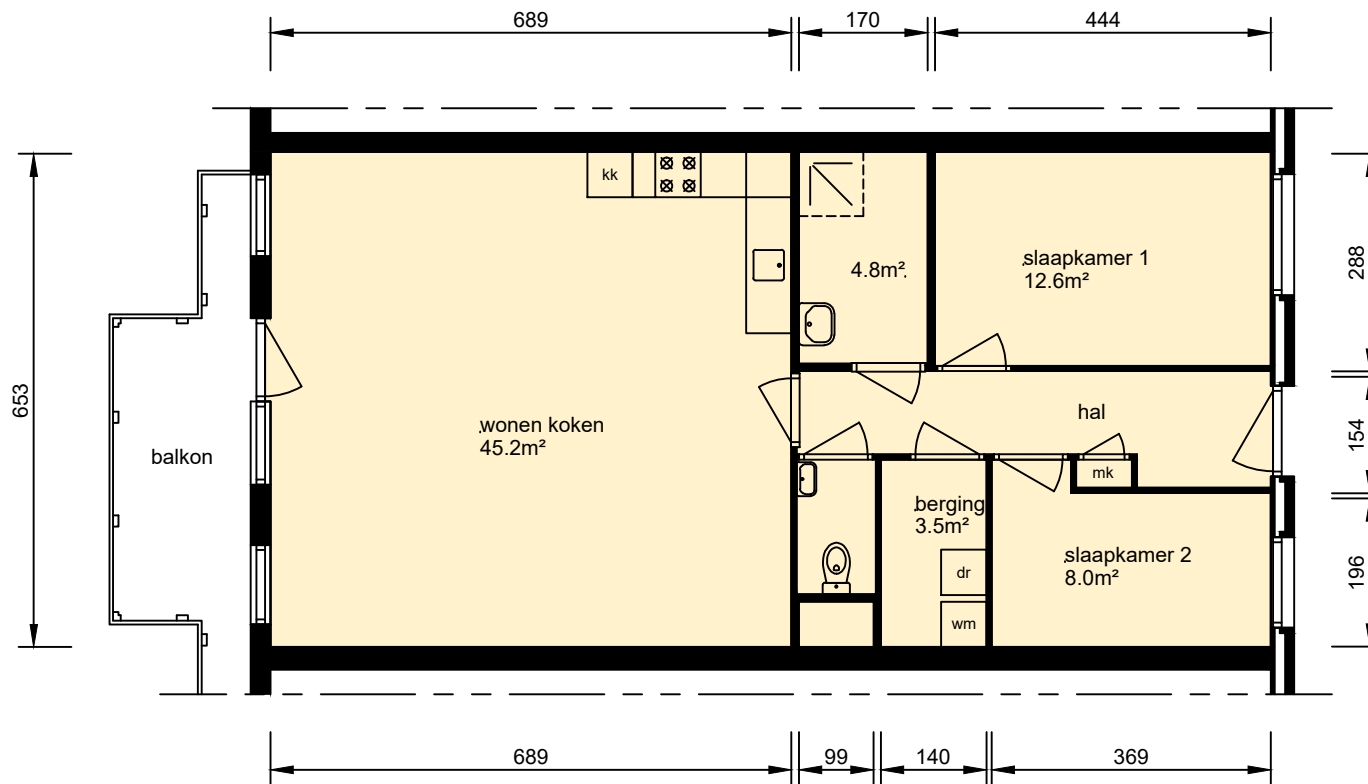 689
170
444
kk
4.8m².
slaapkamer 1
12.6m²
288
653
wonen koken
45.2m²
hal
154
balkon
mk
berging
3.5m²
slaapkamer 2
8.0m²
dr
196
wm
689
99
140
369